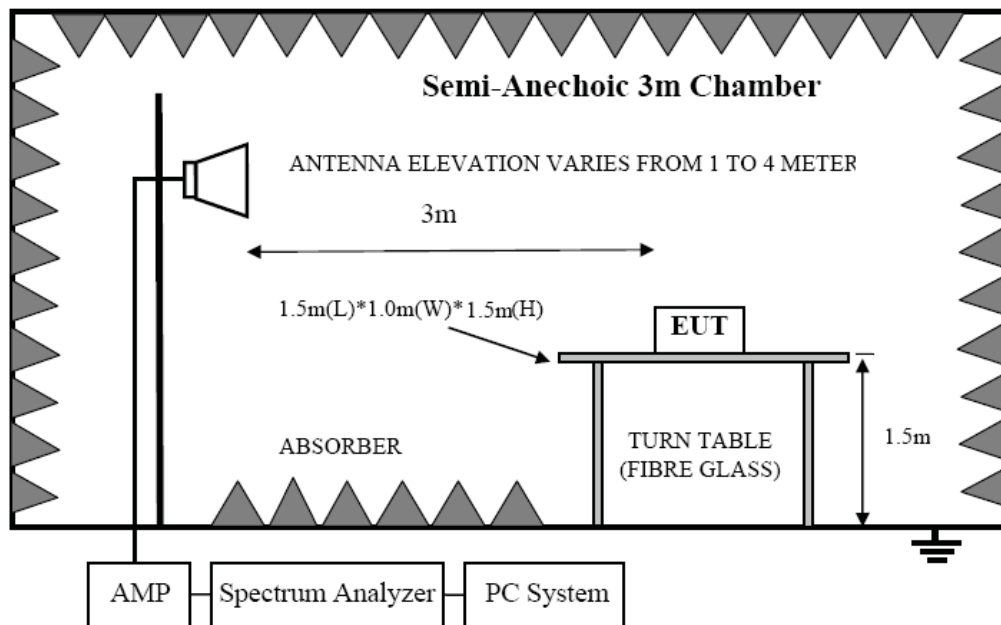 Semi-Anechoic 3m Chamber
ANTENNA ELEVATION VARIES FROM 1 TO 4 METER
3m
1.5m(L)*1.0m(W)*1.5m(H)
EUT
1.5m
ABSORBER
TURN TABLE
(FIBRE GLASS)
AMP
Spectrum Analyzer
PC System